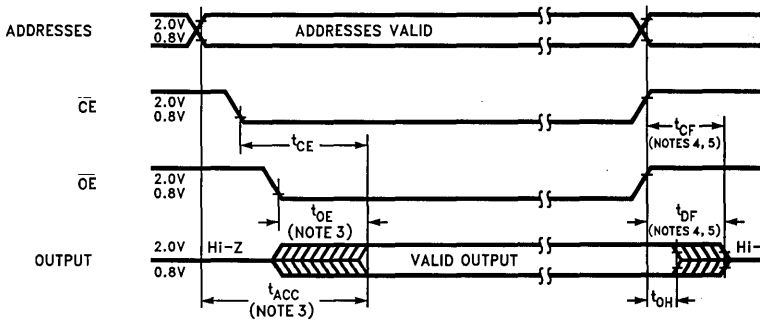 ADDRESSES 2.0V 0.8V ADDRESSES VALID
CE 2.0V 0.8V
tCE
tCF (NOTES 4, 5)
OE 2.0V 0.8V
tOE (NOTE 3)
tDF (NOTES 4, 5)
OUTPUT 2.0V 0.8V Hi-Z VALID OUTPUT Hi-
tACC (NOTE 3)
tOH